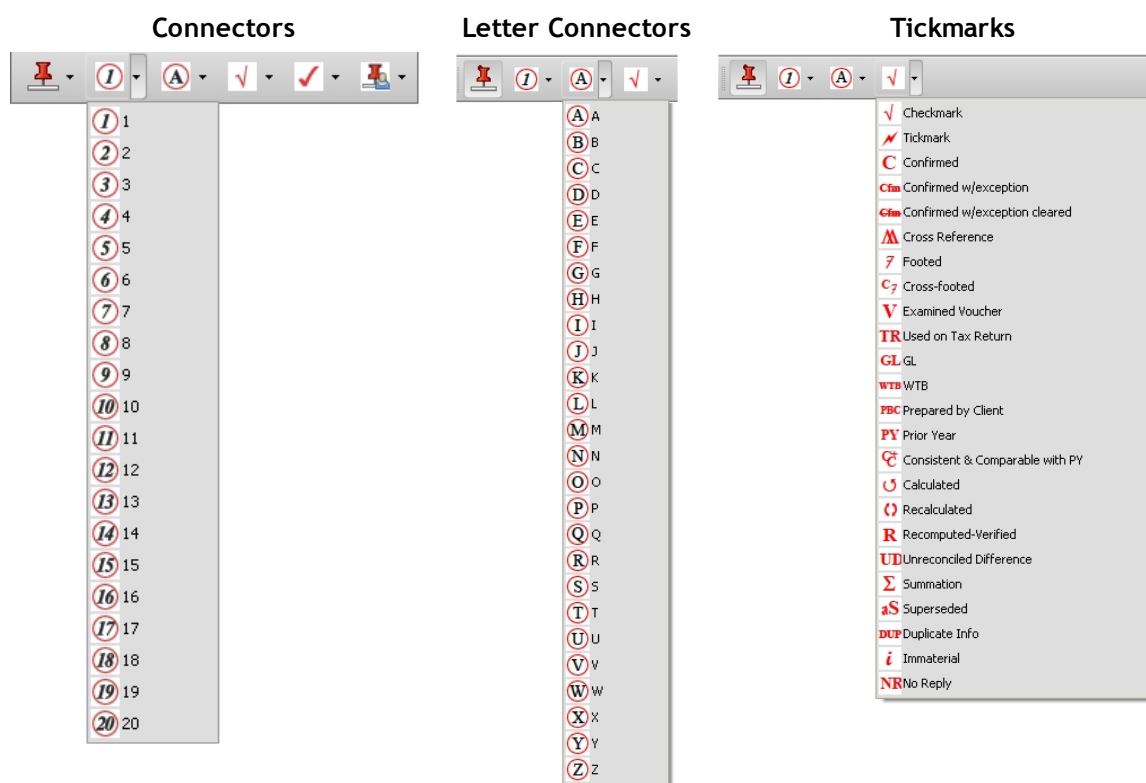 Connectors
1 A √
1 1
2 2
3 3
4 4
5 5
6 6
7 7
8 8
9 9
10 10
11 11
12 12
13 13
14 14
15 15
16 16
17 17
18 18
19 19
20 20
Letter Connectors
1 A √
A A
B B
C C
D D
E E
F F
G G
H H
I I
J J
K K
L L
M M
N N
O O
P P
Q Q
R R
S S
T T
U U
V V
W W
X X
Y Y
Z Z
Tickmarks
1 A √
√ Checkmark
Tickmark
C Confirmed
Cfm Confirmed w/exception
Cfm Confirmed w/exception cleared
Cross Reference
7 Footed
C7 Cross-footed
V Examined Voucher
TR Used on Tax Return
GL GL
WTB WTB
PBC Prepared by Client
PY Prior Year
Consistent & Comparable with PY
Calculated
Recalculated
R Recomputed-Verified
UD Unreconciled Difference
Σ Summation
aS Superseded
DUP Duplicate Info
i Immaterial
NR No Reply